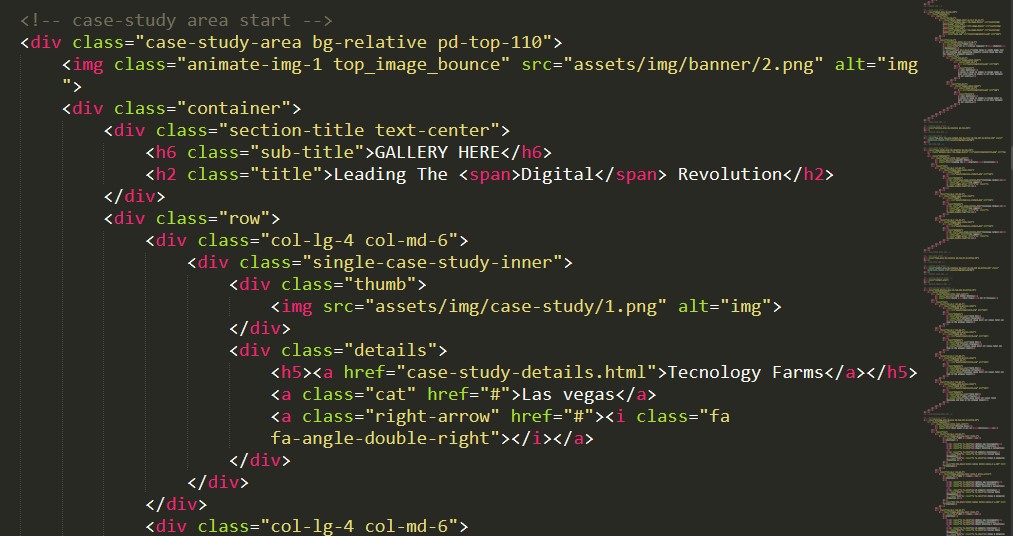 <!-- case-study area start -->
<div class="case-study-area bg-relative pd-top-110">
<img class="animate-img-1 top_image_bounce" src="assets/img/banner/2.png" alt="img
">
<div class="container">
<div class="section-title text-center">
<h6 class="sub-title">GALLERY HERE</h6>
<h2 class="title">Leading The <span>Digital</span> Revolution</h2>
</div>
<div class="row">
<div class="col-lg-4 col-md-6">
<div class="single-case-study-inner">
<div class="thumb">
<img src="assets/img/case-study/1.png" alt="img">
</div>
<div class="details">
<h5><a href="case-study-details.html">Tecnology Farms</a></h5>
<a class="cat" href="#">Las vegas</a>
<a class="right-arrow" href="#"><i class="fa
fa-angle-double-right"></i></a>
</div>
</div>
</div>
<div class="col-lg-4 col-md-6">